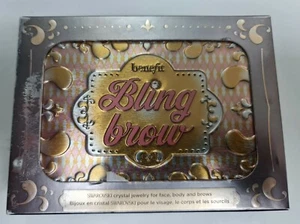 benefit
Bling
brow
SWAROVSKI crystal jewelry for face, body and brows
Bijoux en cristal SWAROVSKI pour le visage, le corps et les sourcils